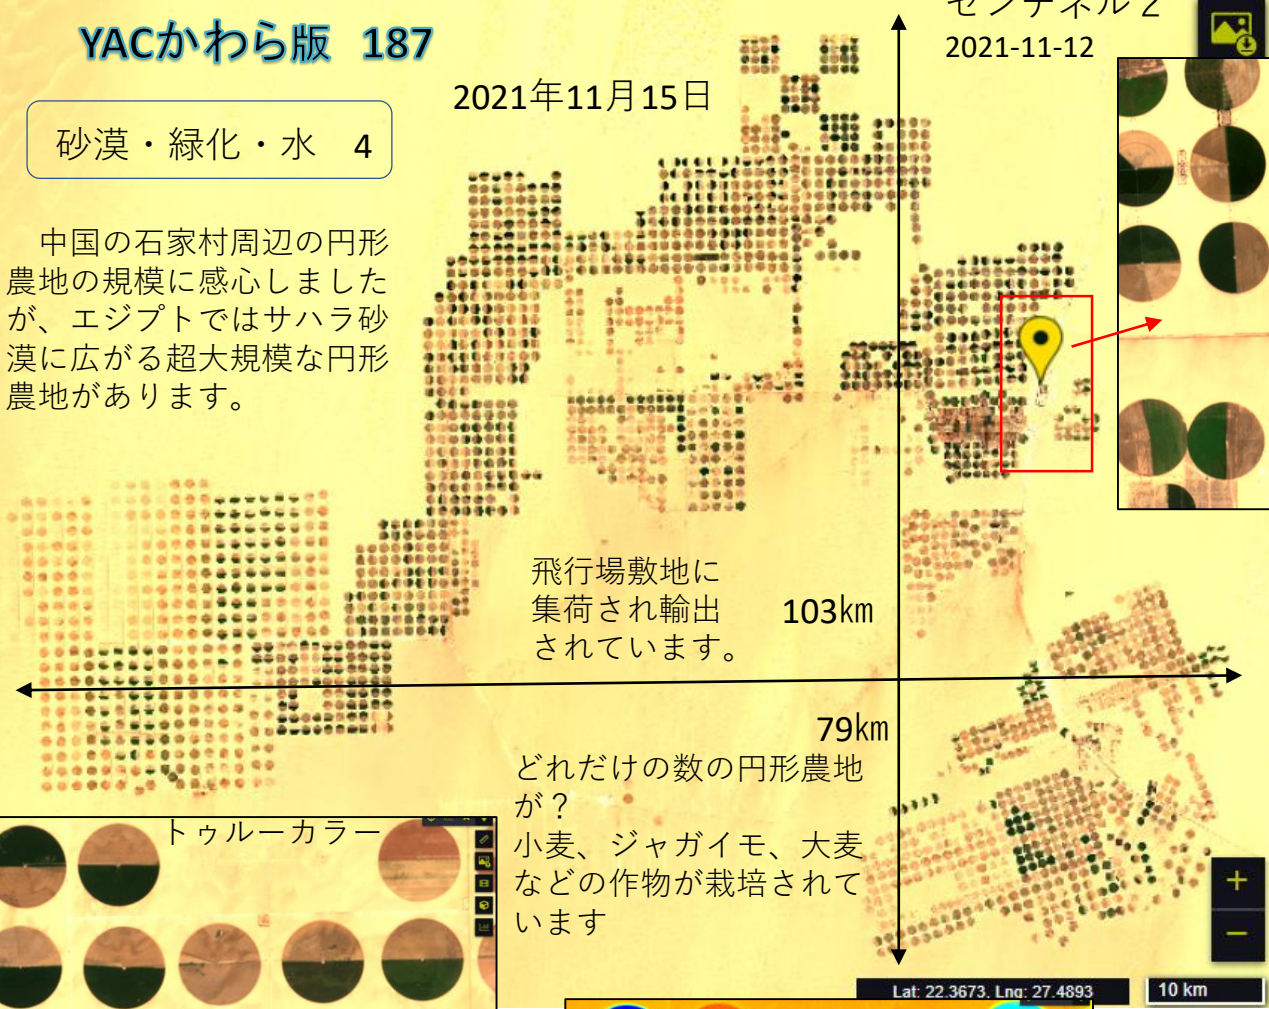 YACかわら版 187
センチネル２
2021-11-12
2021年11月15日
砂漠・緑化・水 4
中国の石家村周辺の円形
農地の規模に感心しました
が、エジプトではサハラ砂
漠に広がる超大規模な円形
農地があります。
飛行場敷地に
集荷され輸出
されています。
103㎞
79㎞
どれだけの数の円形農地
が？
小麦、ジャガイモ、大麦
などの作物が栽培されて
います
トゥルーカラー
Lat: 22.3673, Lng: 27.4893
10 km